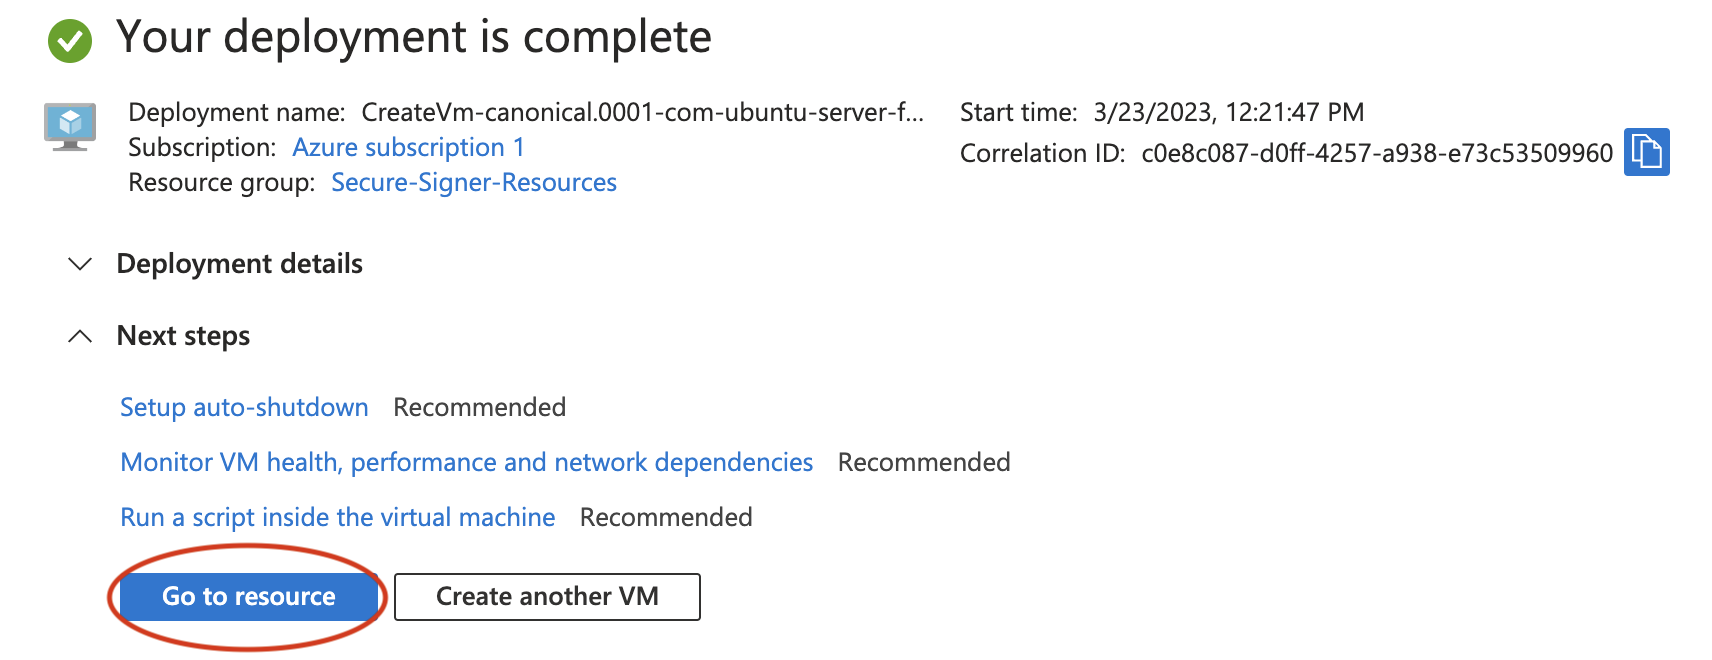 Your deployment is complete
Deployment name: CreateVm-canonical.0001-com-ubuntu-server-f...
Subscription: Azure subscription 1
Resource group: Secure-Signer-Resources
Start time: 3/23/2023, 12:21:47 PM
Correlation ID: c0e8c087-d0ff-4257-a938-e73c53509960
Deployment details
Next steps
Setup auto-shutdown Recommended
Monitor VM health, performance and network dependencies Recommended
Run a script inside the virtual machine Recommended
Go to resource
Create another VM